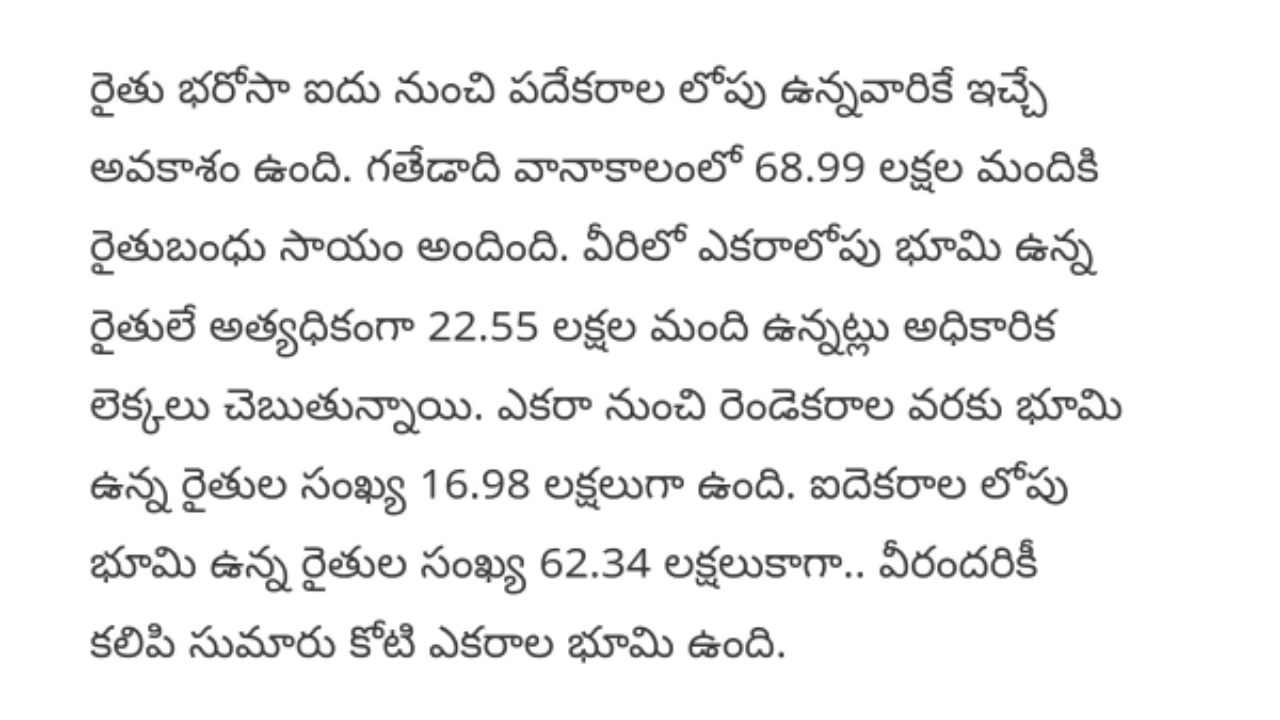 రైతు భరోసా ఐదు నుంచి పదేకరాల లోపు ఉన్నవారికే ఇచ్చే
అవకాశం ఉంది. గతేడాది వానాకాలంలో 68.99 లక్షల మందికి
రైతుబంధు సాయం అందింది. వీరిలో ఎకరాలోపు భూమి ఉన్న
రైతులే అత్యధికంగా 22.55 లక్షల మంది ఉన్నట్లు అధికారిక
లెక్కలు చెబుతున్నాయి. ఎకరా నుంచి రెండెకరాల వరకు భూమి
ఉన్న రైతుల సంఖ్య 16.98 లక్షలుగా ఉంది. ఐదెకరాల లోపు
భూమి ఉన్న రైతుల సంఖ్య 62.34 లక్షలుకాగా.. వీరందరికీ
కలిపి సుమారు కోటి ఎకరాల భూమి ఉంది.